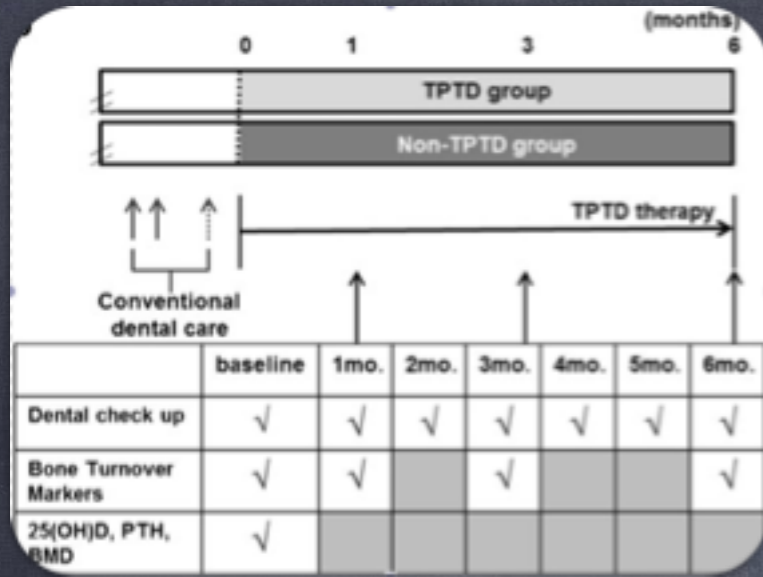 (months)
0 1 3 6
TPTD group
Non-TPTD group
TPTD therapy
Conventional
dental care
baseline 1mo. 2mo. 3mo. 4mo. 5mo. 6mo.
Dental check up √ √ √ √ √ √ √
Bone Turnover
Markers √ √ √ √
25(OH)D, PTH,
BMD √